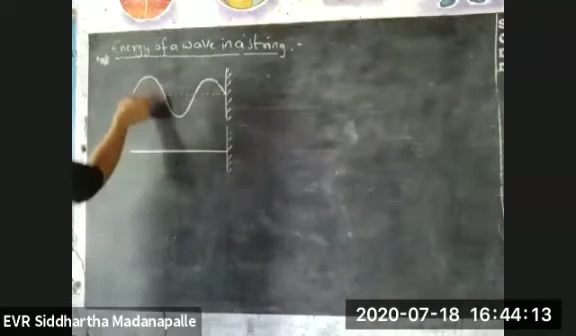 Energy of a wave in a string :-
EVR Siddhartha Madanapalle
2020-07-18 16:44:13